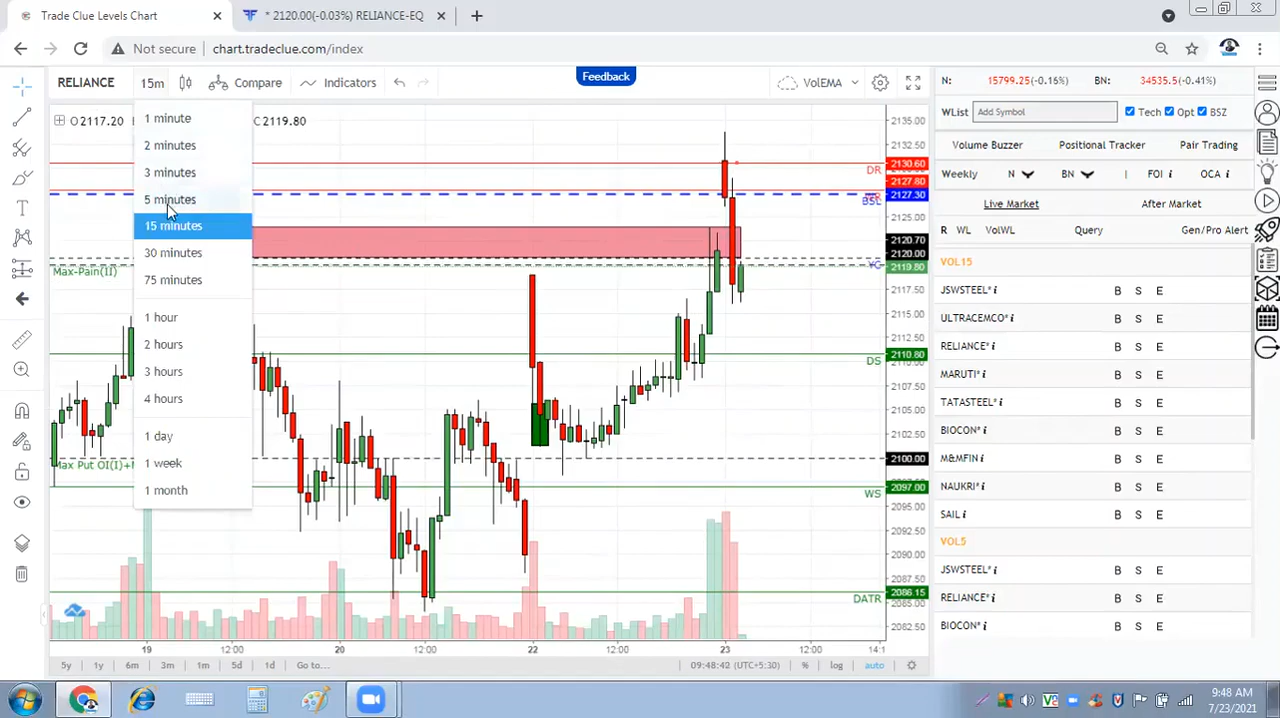 Trade Clue Levels Chart
* 2120.00(-0.03%) RELIANCE-EQ
Not secure
chart.tradeclue.com/index
RELIANCE
15m
Compare
Indicators
Feedback
VolEMA
N:
15799.25(-0.16%)
BN:
34535.5(-0.41%)
O2117.20
C2119.80
WList
Add Symbol
Tech
Opt
BSZ
1 minute
2 minutes
3 minutes
5 minutes
15 minutes
30 minutes
75 minutes
1 hour
2 hours
3 hours
4 hours
1 day
1 week
1 month
Max-Pain(I)
Max Put OI(I)+
DR
BSL
YC
DS
WS
DATR
2135.00
2132.50
2130.60
2127.80
2127.30
2125.00
2120.70
2120.00
2119.80
2117.50
2115.00
2112.50
2110.80
2107.50
2105.00
2102.50
2100.00
2097.00
2095.00
2092.50
2090.00
2087.50
2086.15
2085.00
2082.50
Volume Buzzer
Positional Tracker
Pair Trading
Weekly
N
BN
FOI i
OCA i
Live Market
After Market
R WL VolWL
Query
Gen/Pro Alert
VOL15
JSWSTEEL* i B S E
ULTRACEMCO* i B S E
RELIANCE* i B S E
MARUTI* i B S E
TATASTEEL* i B S E
BIOCON* i B S E
M&MFIN i B S E
NAUKRI* i B S E
SAIL i B S E
VOL5
JSWSTEEL* i B S E
RELIANCE* i B S E
BIOCON* i B S E
19
12:00
20
12:00
22
12:00
23
12:00
14:1
5y
1y
6m
3m
1m
5d
1d
Go to...
09:48:42 (UTC+5:30)
%
log
auto
9:48 AM
7/23/2021